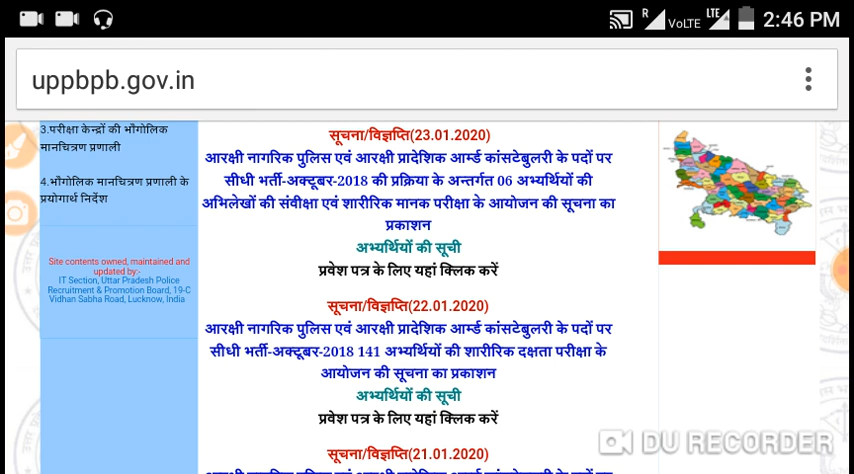 R VoLTE LTE 2:46 PM
uppbpb.gov.in
3.परीक्षा केन्द्रों की भौगोलिक
मानचित्रण प्रणाली
4.भौगोलिक मानचित्रण प्रणाली के
प्रयोगार्थ निर्देश
Site contents owned, maintained and
updated by:-
IT Section, Uttar Pradesh Police
Recruitment & Promotion Board, 19-C
Vidhan Sabha Road, Lucknow, India
सूचना/विज्ञप्ति(23.01.2020)
आरक्षी नागरिक पुलिस एवं आरक्षी प्रादेशिक आर्म्ड कांसटेबुलरी के पदों पर
सीधी भर्ती-अक्टूबर-2018 की प्रक्रिया के अन्तर्गत 06 अभ्यर्थियों की
अभिलेखों की संवीक्षा एवं शारीरिक मानक परीक्षा के आयोजन की सूचना का
प्रकाशन
अभ्यर्थियों की सूची
प्रवेश पत्र के लिए यहां क्लिक करें
सूचना/विज्ञप्ति(22.01.2020)
आरक्षी नागरिक पुलिस एवं आरक्षी प्रादेशिक आर्म्ड कांसटेबुलरी के पदों पर
सीधी भर्ती-अक्टूबर-2018 141 अभ्यर्थियों की शारीरिक दक्षता परीक्षा के
आयोजन की सूचना का प्रकाशन
अभ्यर्थियों की सूची
प्रवेश पत्र के लिए यहां क्लिक करें
सूचना/विज्ञप्ति(21.01.2020)
DU RECORDER